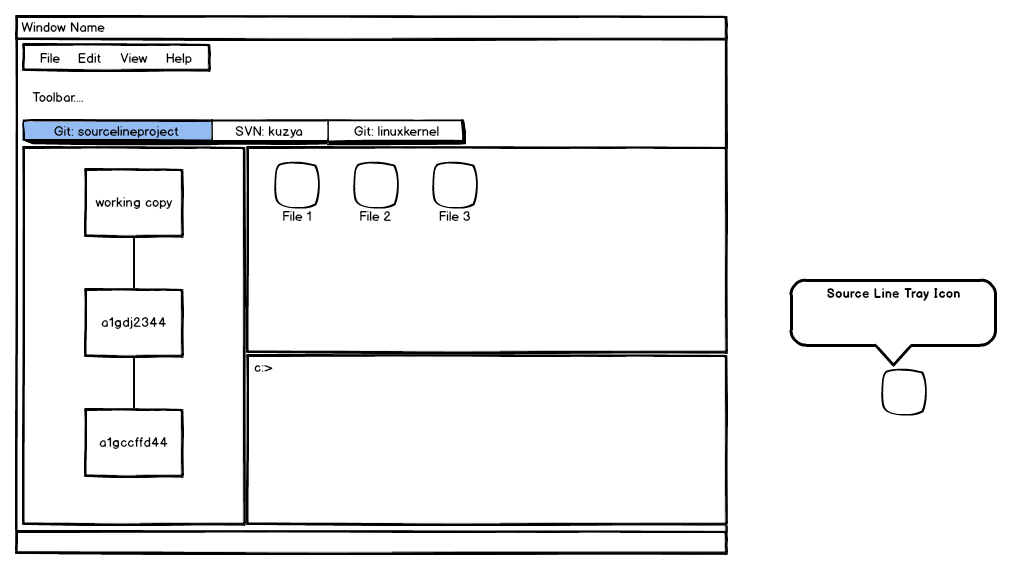 Window Name
File Edit View Help
Toolbar....
Git: sourcelineproject SVN: kuzya Git: linuxkernel
working copy
File 1 File 2 File 3
Source Line Tray Icon
a1gdj2344
c:>
a1gccffd44